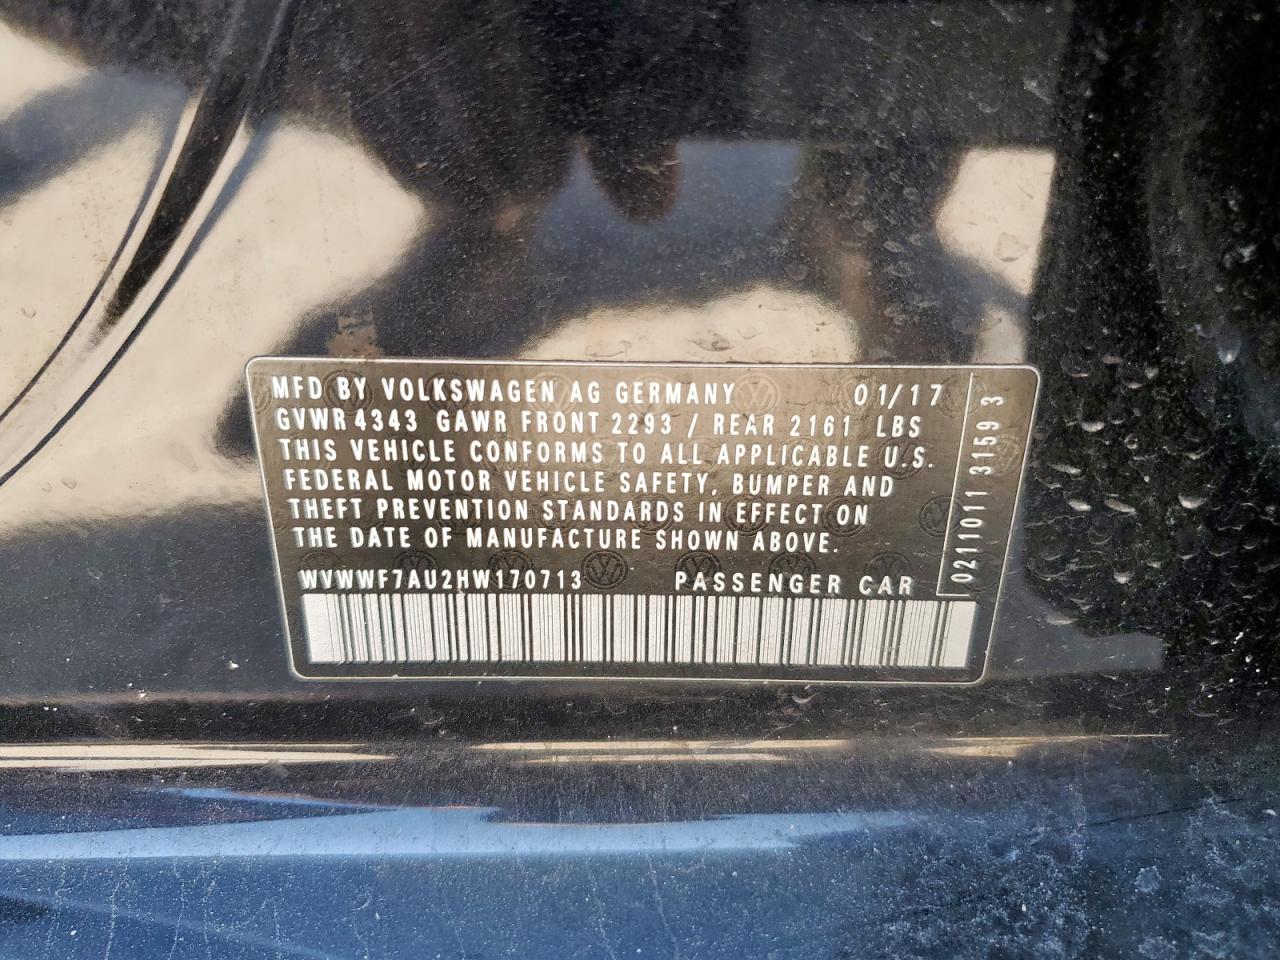 MFD BY VOLKSWAGEN AG GERMANY 01/17
GVWR 4343 GAWR FRONT 2293 / REAR 2161 LBS
THIS VEHICLE CONFORMS TO ALL APPLICABLE U.S.
FEDERAL MOTOR VEHICLE SAFETY, BUMPER AND
THEFT PREVENTION STANDARDS IN EFFECT ON
THE DATE OF MANUFACTURE SHOWN ABOVE.
WVWWF7AU2HW170713 PASSENGER CAR
0211011 3159 3